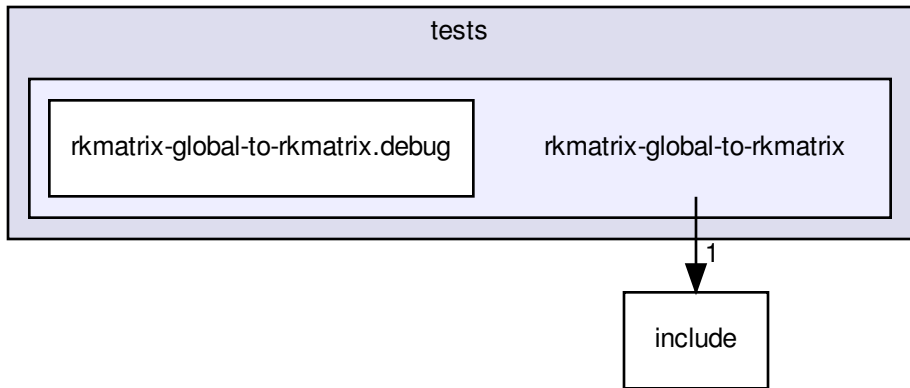 tests
rkmatrix-global-to-rkmatrix.debug
rkmatrix-global-to-rkmatrix
1
include